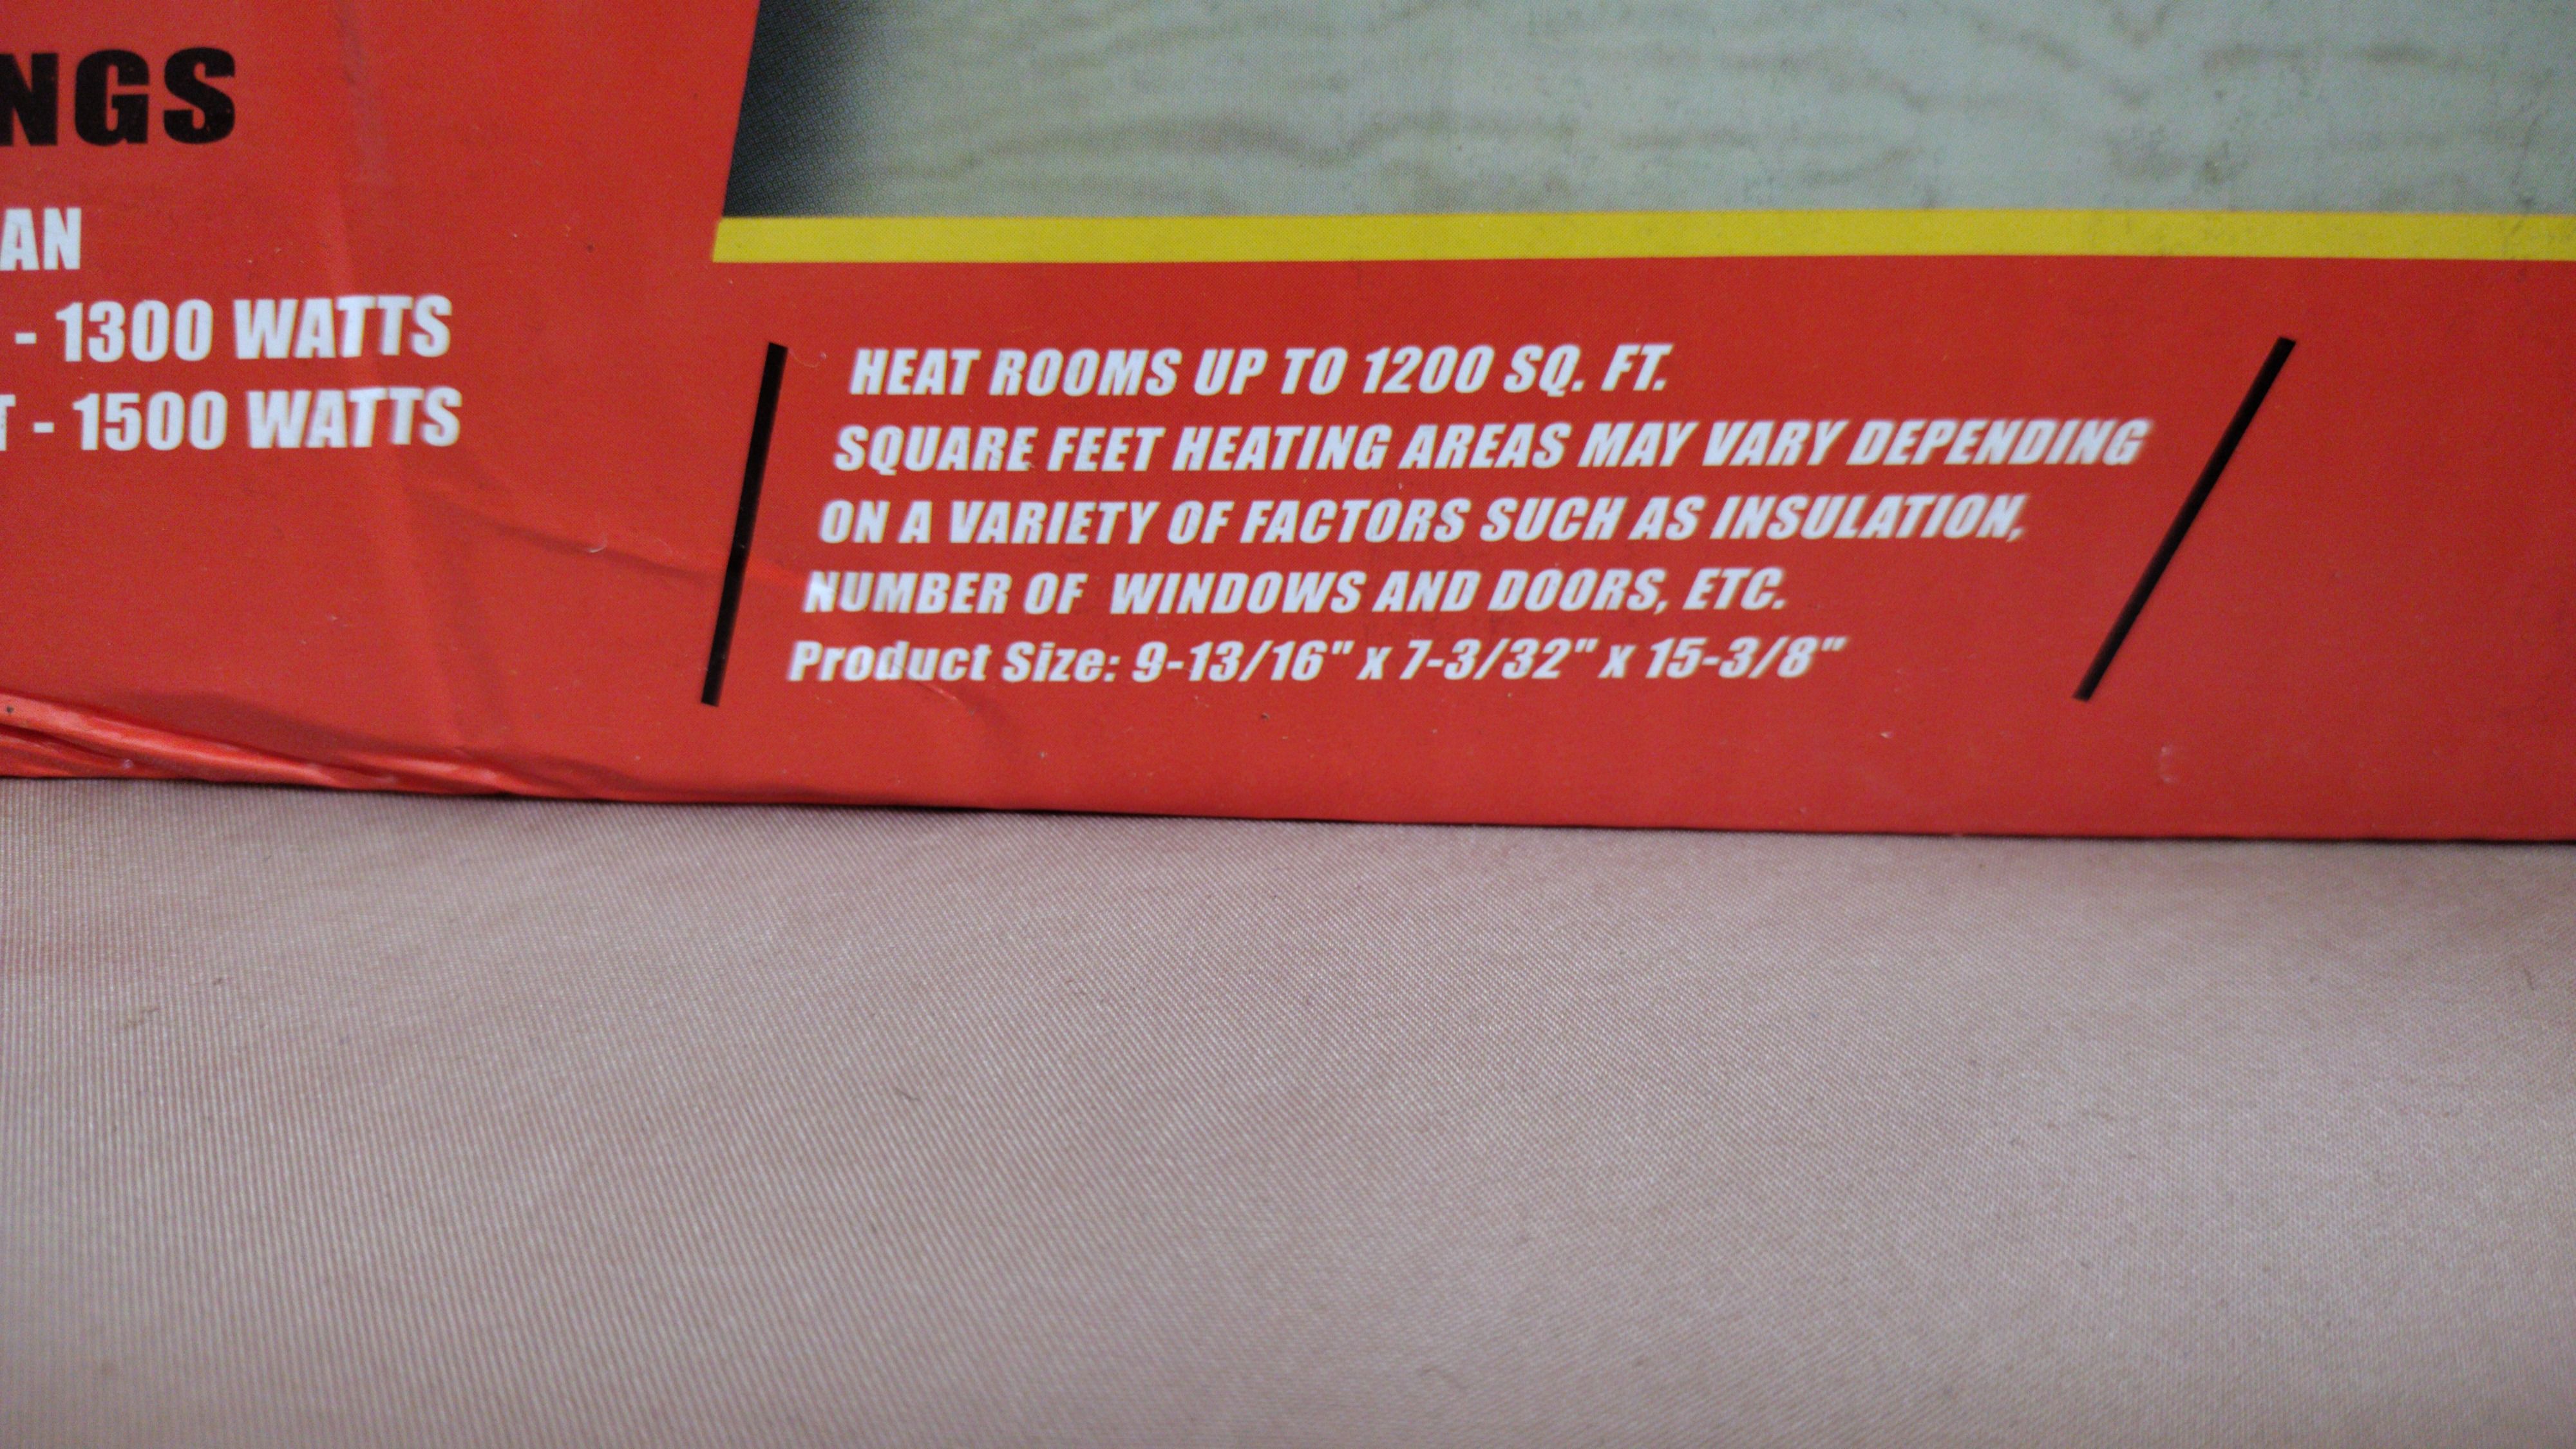 NGS
AN
- 1300 WATTS
T - 1500 WATTS
HEAT ROOMS UP TO 1200 SQ. FT.
SQUARE FEET HEATING AREAS MAY VARY DEPENDING
ON A VARIETY OF FACTORS SUCH AS INSULATION,
NUMBER OF WINDOWS AND DOORS, ETC.
Product Size: 9-13/16" x 7-3/32" x 15-3/8"